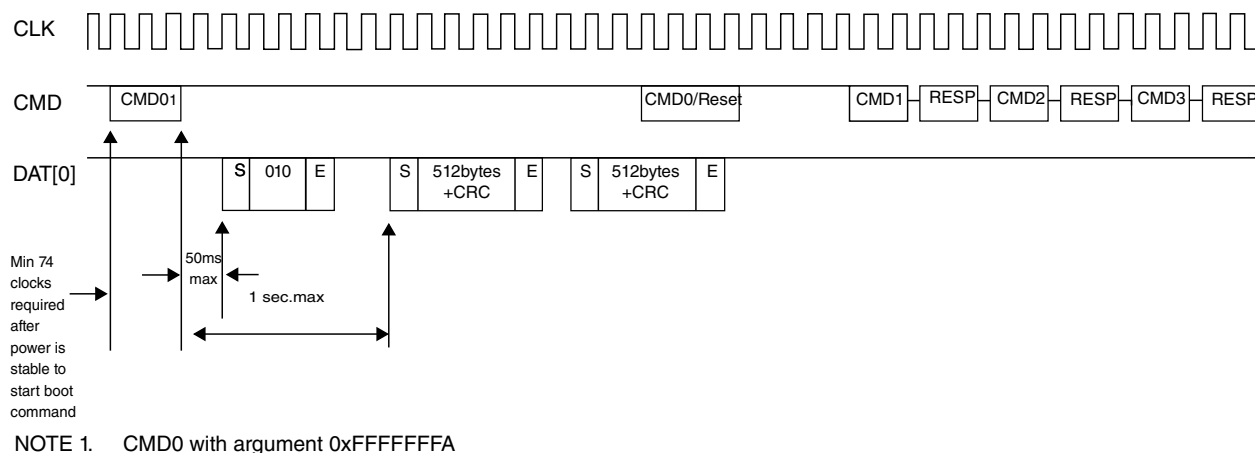 CLK
CMD
CMD01
CMD0/Reset
CMD1
RESP
CMD2
RESP
CMD3
RESP
DAT[0]
S
010
E
S
512bytes
+CRC
E
S
512bytes
+CRC
E
Min 74
clocks
required
after
power is
stable to
start boot
command
50ms
max
1 sec.max
NOTE 1. CMD0 with argument 0xFFFFFFFA